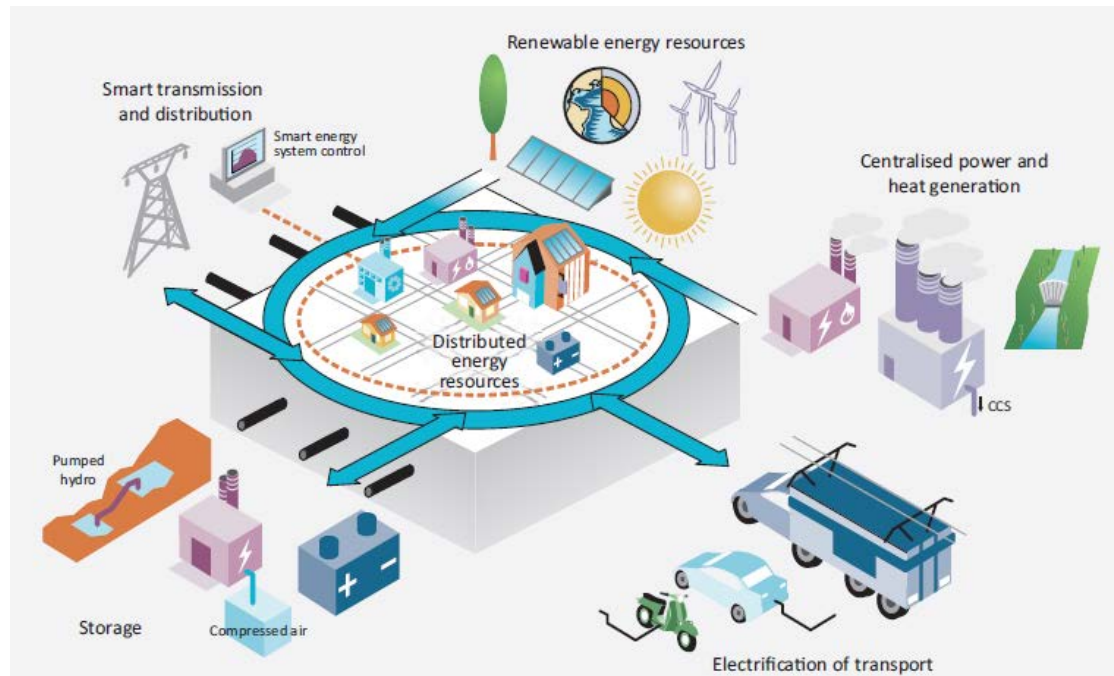 Renewable energy resources
Smart transmission
and distribution
Smart energy
system control
Centralised power and
heat generation
Distributed
energy
resources
CCS
Pumped
hydro
Storage
Compressed air
Electrification of transport